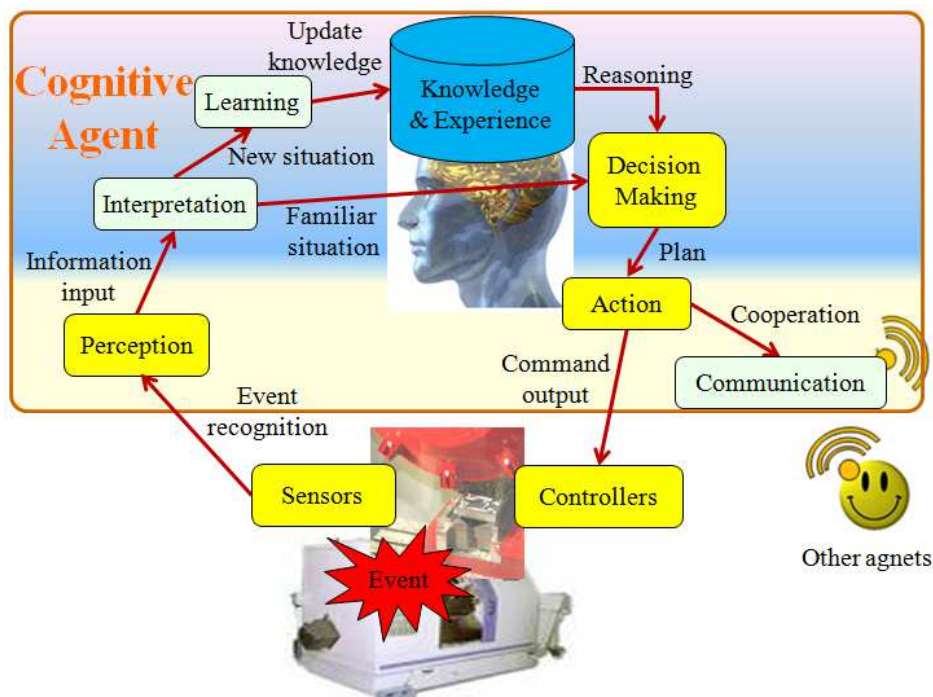 Cognitive
Agent
Update
knowledge
Learning
Knowledge
& Experience
Reasoning
New situation
Decision
Making
Interpretation
Familiar
situation
Plan
Information
input
Action
Cooperation
Perception
Command
output
Communication
Event
recognition
Sensors
Controllers
Other agnets
Event